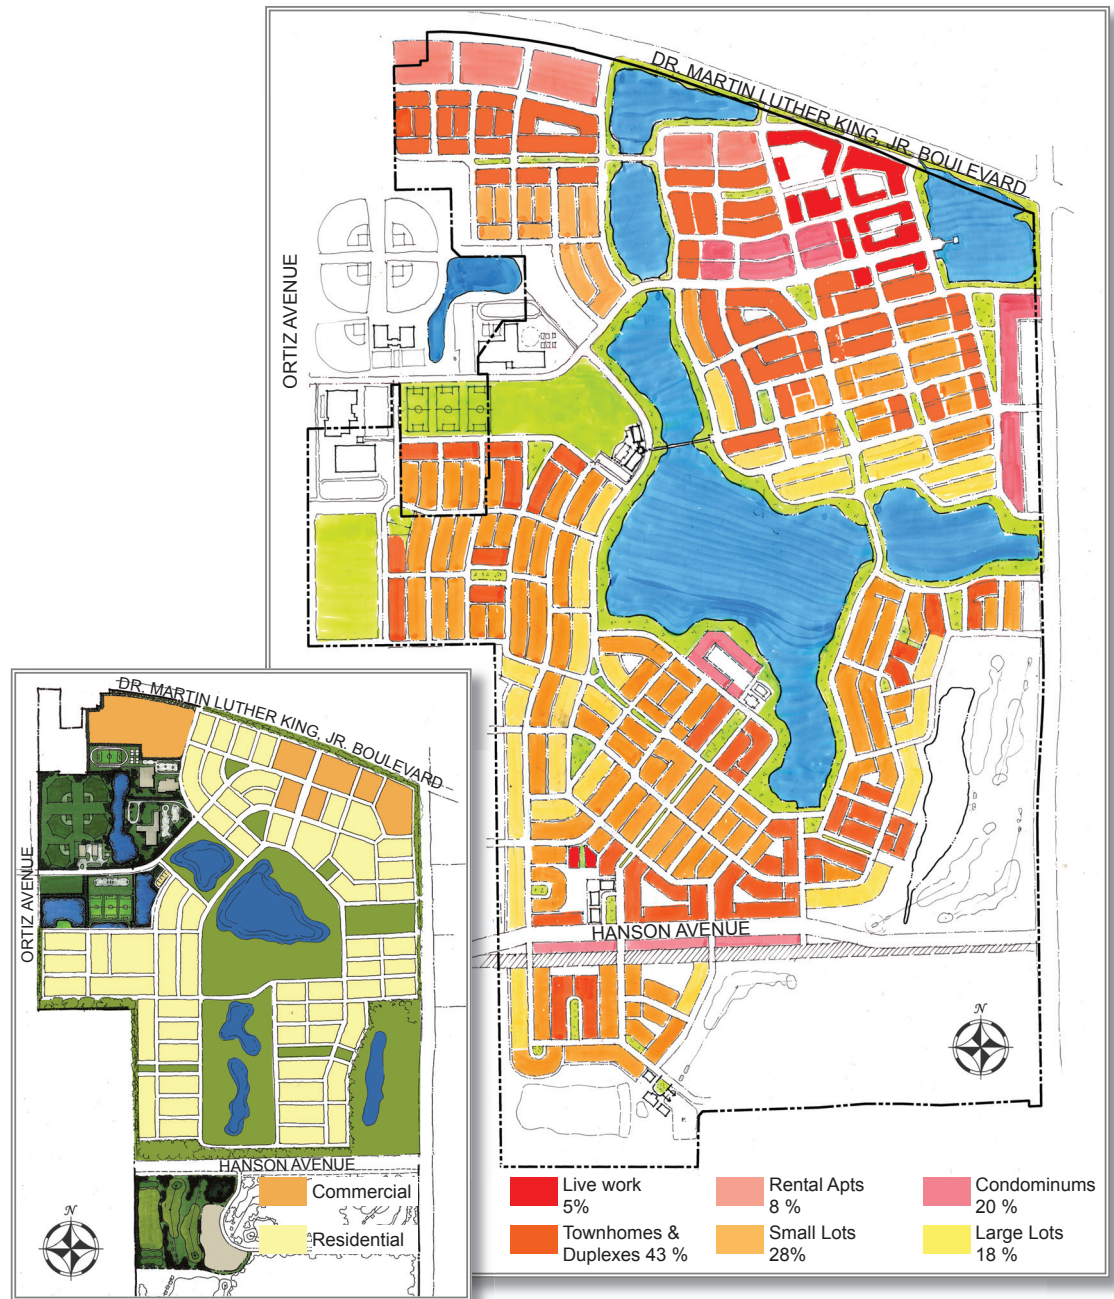 DR. MARTIN LUTHER KING, JR. BOULEVARD
ORTIZ AVENUE
HANSON AVENUE
N
Live work
5%
Rental Apts
8 %
Condominums
20 %
Townhomes &
Duplexes 43 %
Small Lots
28%
Large Lots
18 %
DR. MARTIN LUTHER KING, JR. BOULEVARD
ORTIZ AVENUE
HANSON AVENUE
Commercial
Residential
N